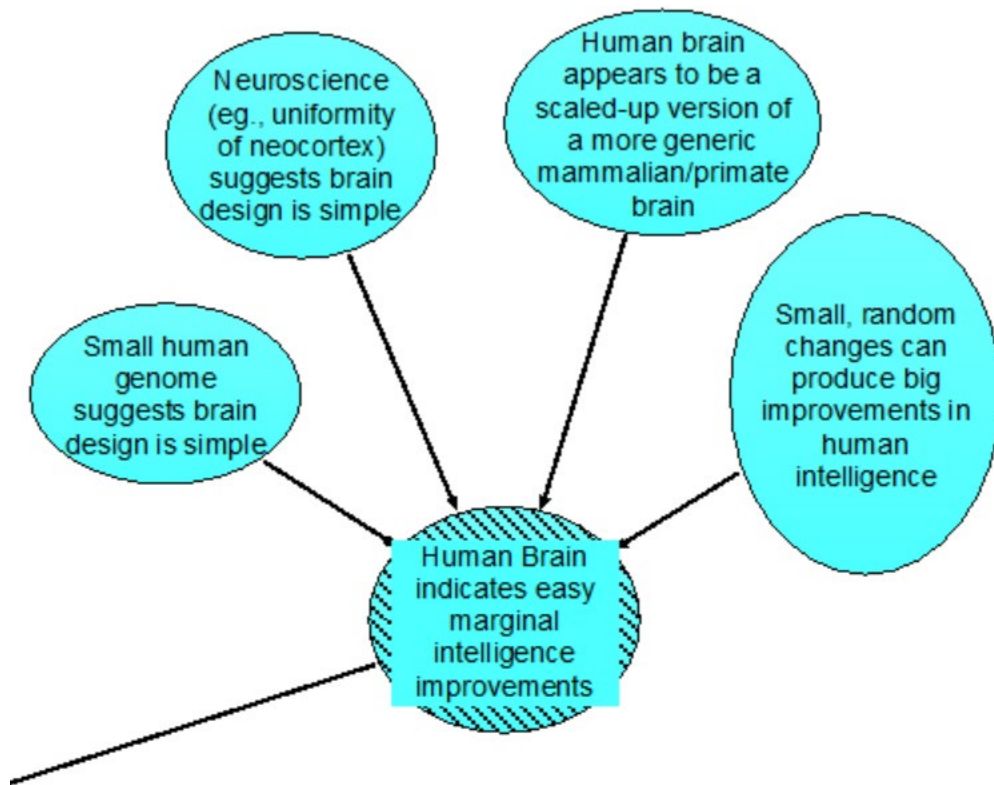 Neuroscience
(eg., uniformity
of neocortex)
suggests brain
design is simple
Human brain
appears to be a
scaled-up version of
a more generic
mammalian/primate
brain
Small human
genome
suggests brain
design is simple
Small, random
changes can
produce big
improvements in
human
intelligence
Human Brain
indicates easy
marginal
intelligence
improvements